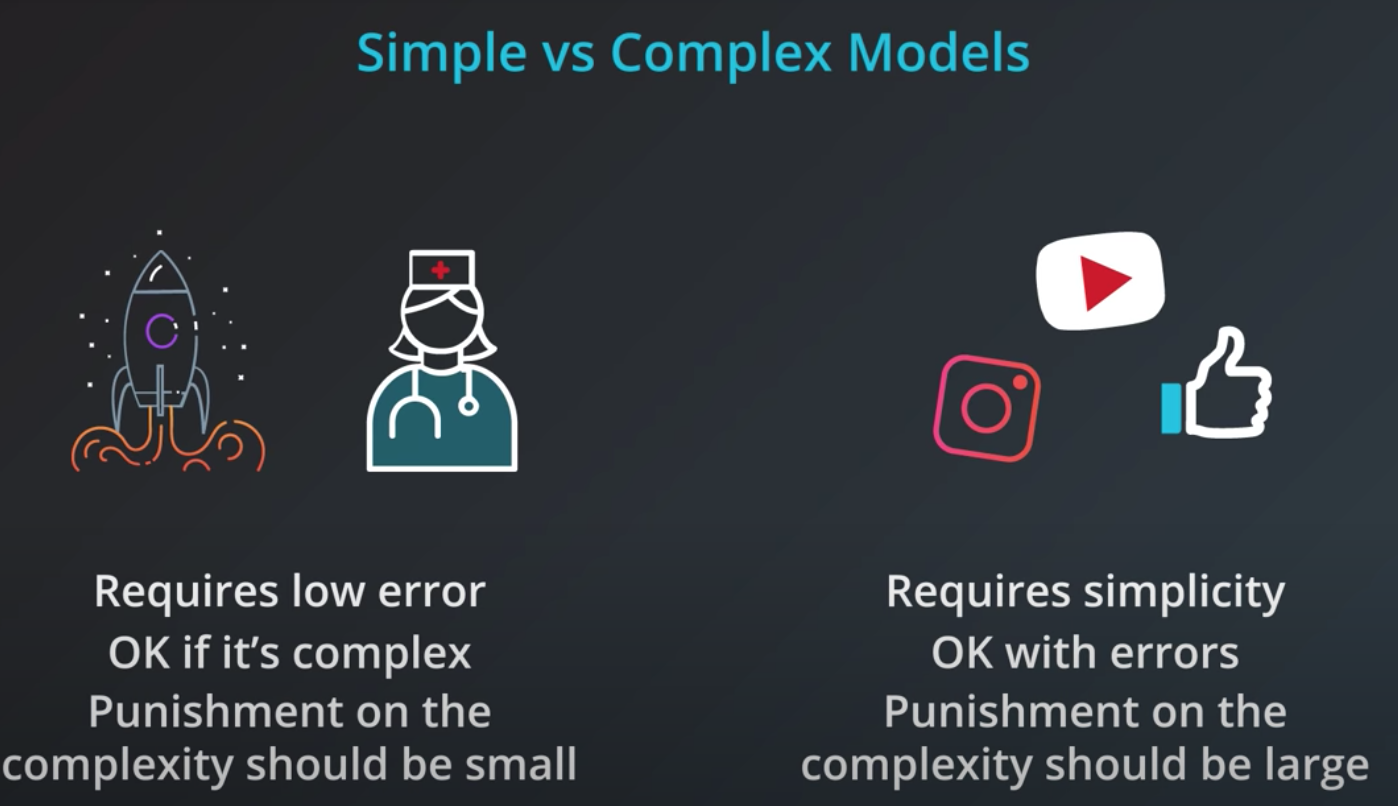 Simple vs Complex Models
Requires low error
OK if it’s complex
Punishment on the
complexity should be small
Requires simplicity
OK with errors
Punishment on the
complexity should be large